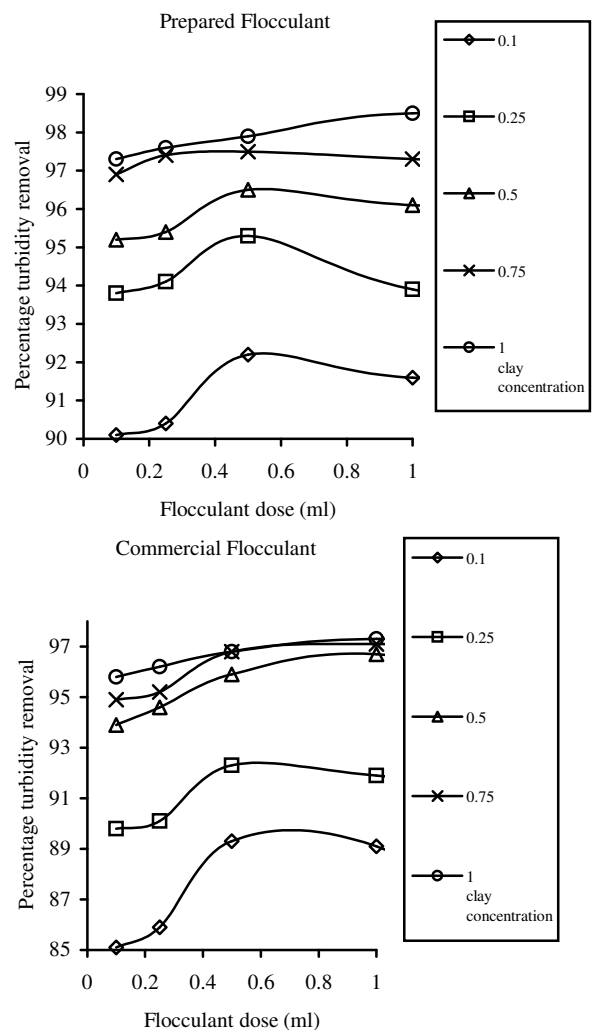 Prepared Flocculant
Percentage turbidity removal
99
98
97
96
95
94
93
92
91
90
0 0.2 0.4 0.6 0.8 1
Flocculant dose (ml)
0.1
0.25
0.5
0.75
1
clay
concentration
Commercial Flocculant
Percentage turbidity removal
97
95
93
91
89
87
85
0 0.2 0.4 0.6 0.8 1
Flocculant dose (ml)
0.1
0.25
0.5
0.75
1
clay
concentration